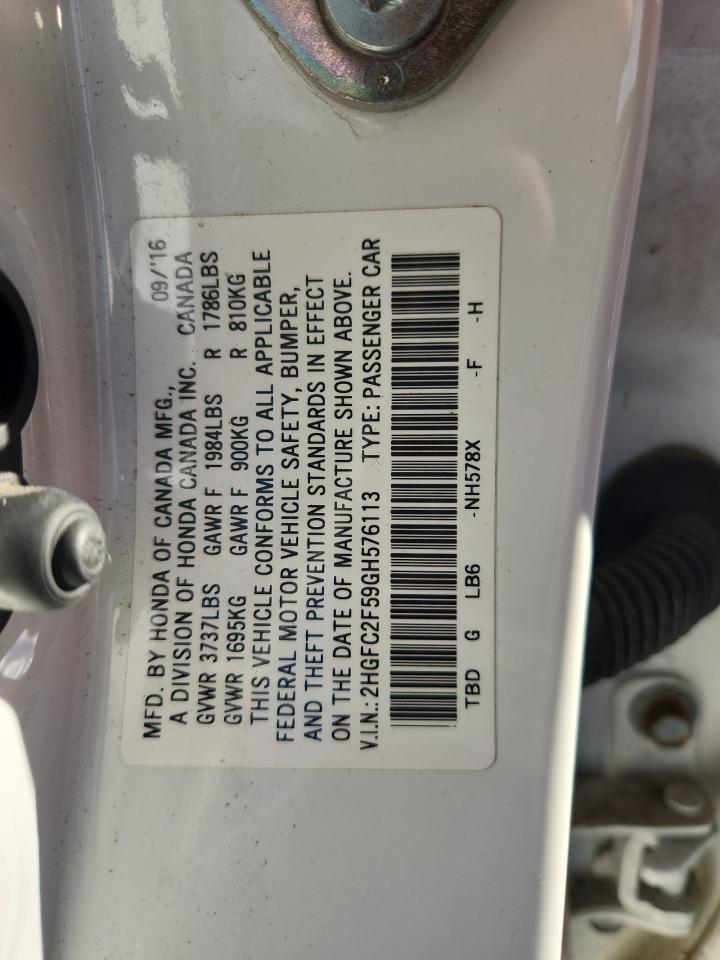 MFD. BY HONDA OF CANADA MFG., 09/'16
A DIVISION OF HONDA CANADA INC. CANADA
GVWR 3737LBS GAWR F 1984LBS R 1786LBS
GVWR 1695KG GAWR F 900KG R 810KG
THIS VEHICLE CONFORMS TO ALL APPLICABLE
FEDERAL MOTOR VEHICLE SAFETY, BUMPER,
AND THEFT PREVENTION STANDARDS IN EFFECT
ON THE DATE OF MANUFACTURE SHOWN ABOVE.
V.I.N.: 2HGFC2F59GH576113 TYPE: PASSENGER CAR
TBD G LB6 -NH578X -F -H